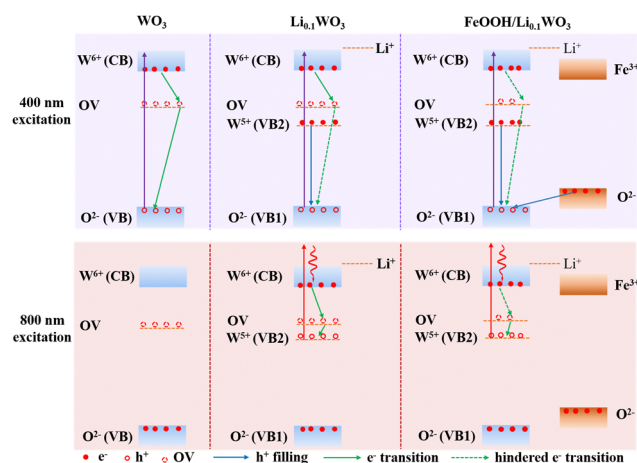 WO₃
Li₀.₁WO₃
FeOOH/Li₀.₁WO₃
400 nm
excitation
W⁶⁺ (CB)
OV
O²⁻ (VB)
Li⁺
W⁶⁺ (CB)
OV
W⁵⁺ (VB2)
O²⁻ (VB1)
Li⁺
W⁶⁺ (CB)
Fe³⁺
OV
W⁵⁺ (VB2)
O²⁻
O²⁻ (VB1)
800 nm
excitation
W⁶⁺ (CB)
OV
O²⁻ (VB)
Li⁺
W⁶⁺ (CB)
OV
W⁵⁺ (VB2)
O²⁻ (VB1)
Li⁺
W⁶⁺ (CB)
Fe³⁺
OV
W⁵⁺ (VB2)
O²⁻
O²⁻ (VB1)
e⁻ h⁺ OV h⁺ filling e⁻ transition hindered e⁻ transition